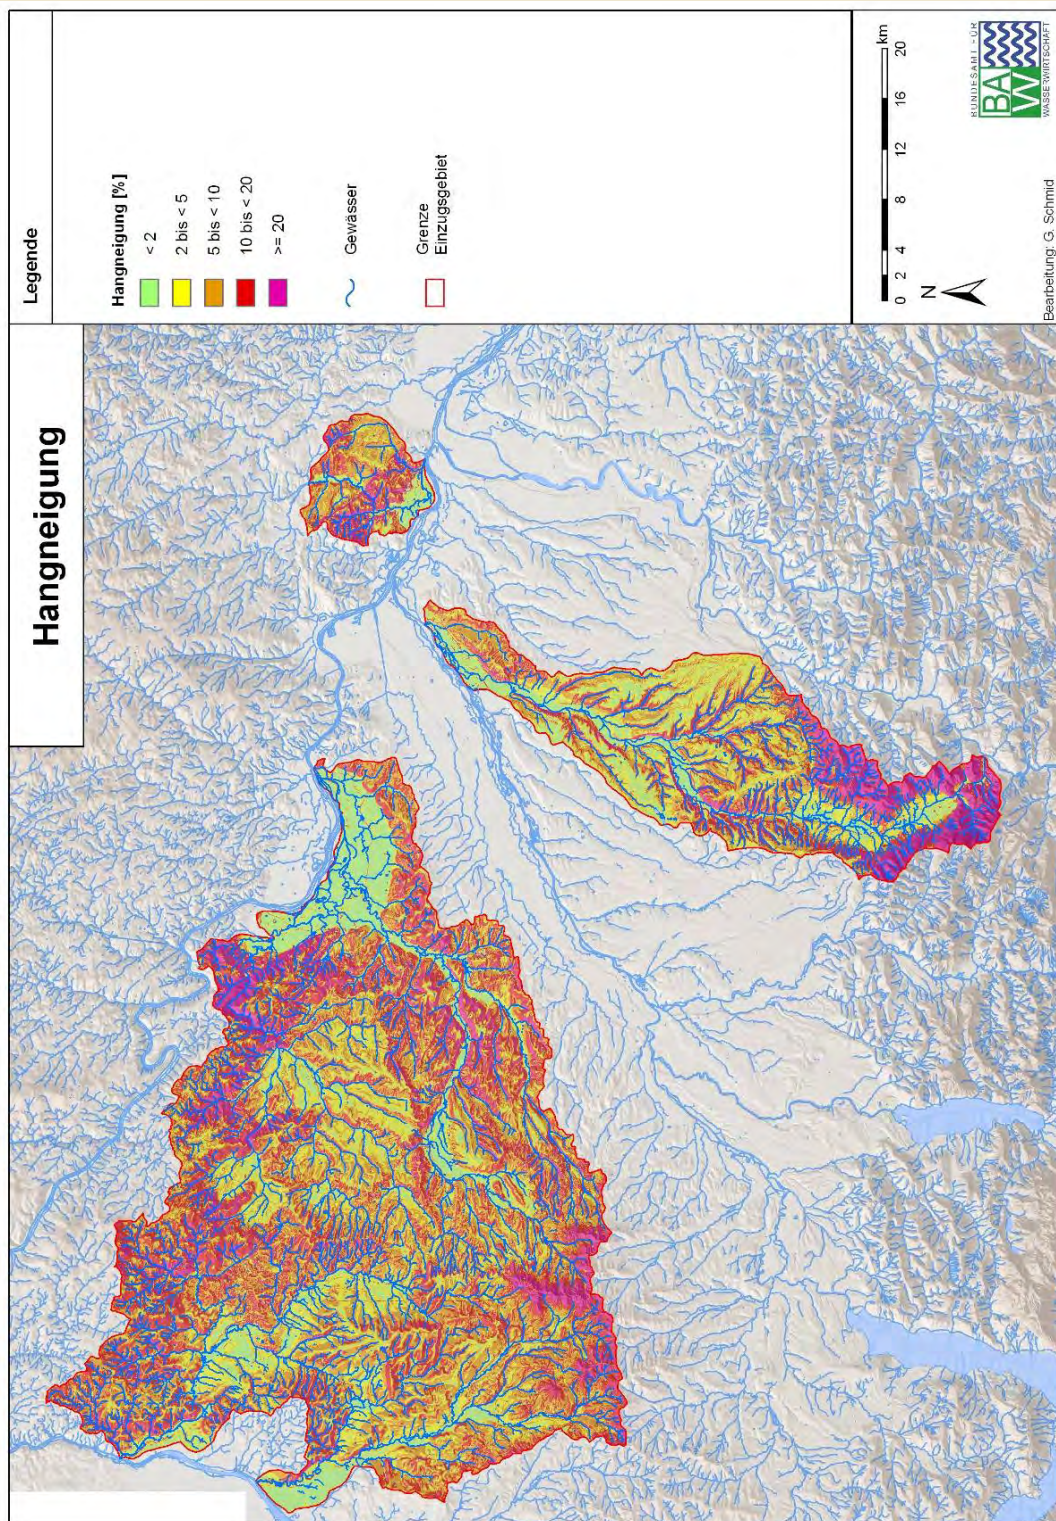 Hangneigung
Legende
Hangneigung [%]
< 2
2 bis < 5
5 bis < 10
10 bis < 20
>= 20
Gewässer
Grenze
Einzugsgebiet
km
0 2 4 8 12 16 20
N
BUNDESAMT FÜR
BA
W
WASSERWIRTSCHAFT
Bearbeitung: G. Schmid